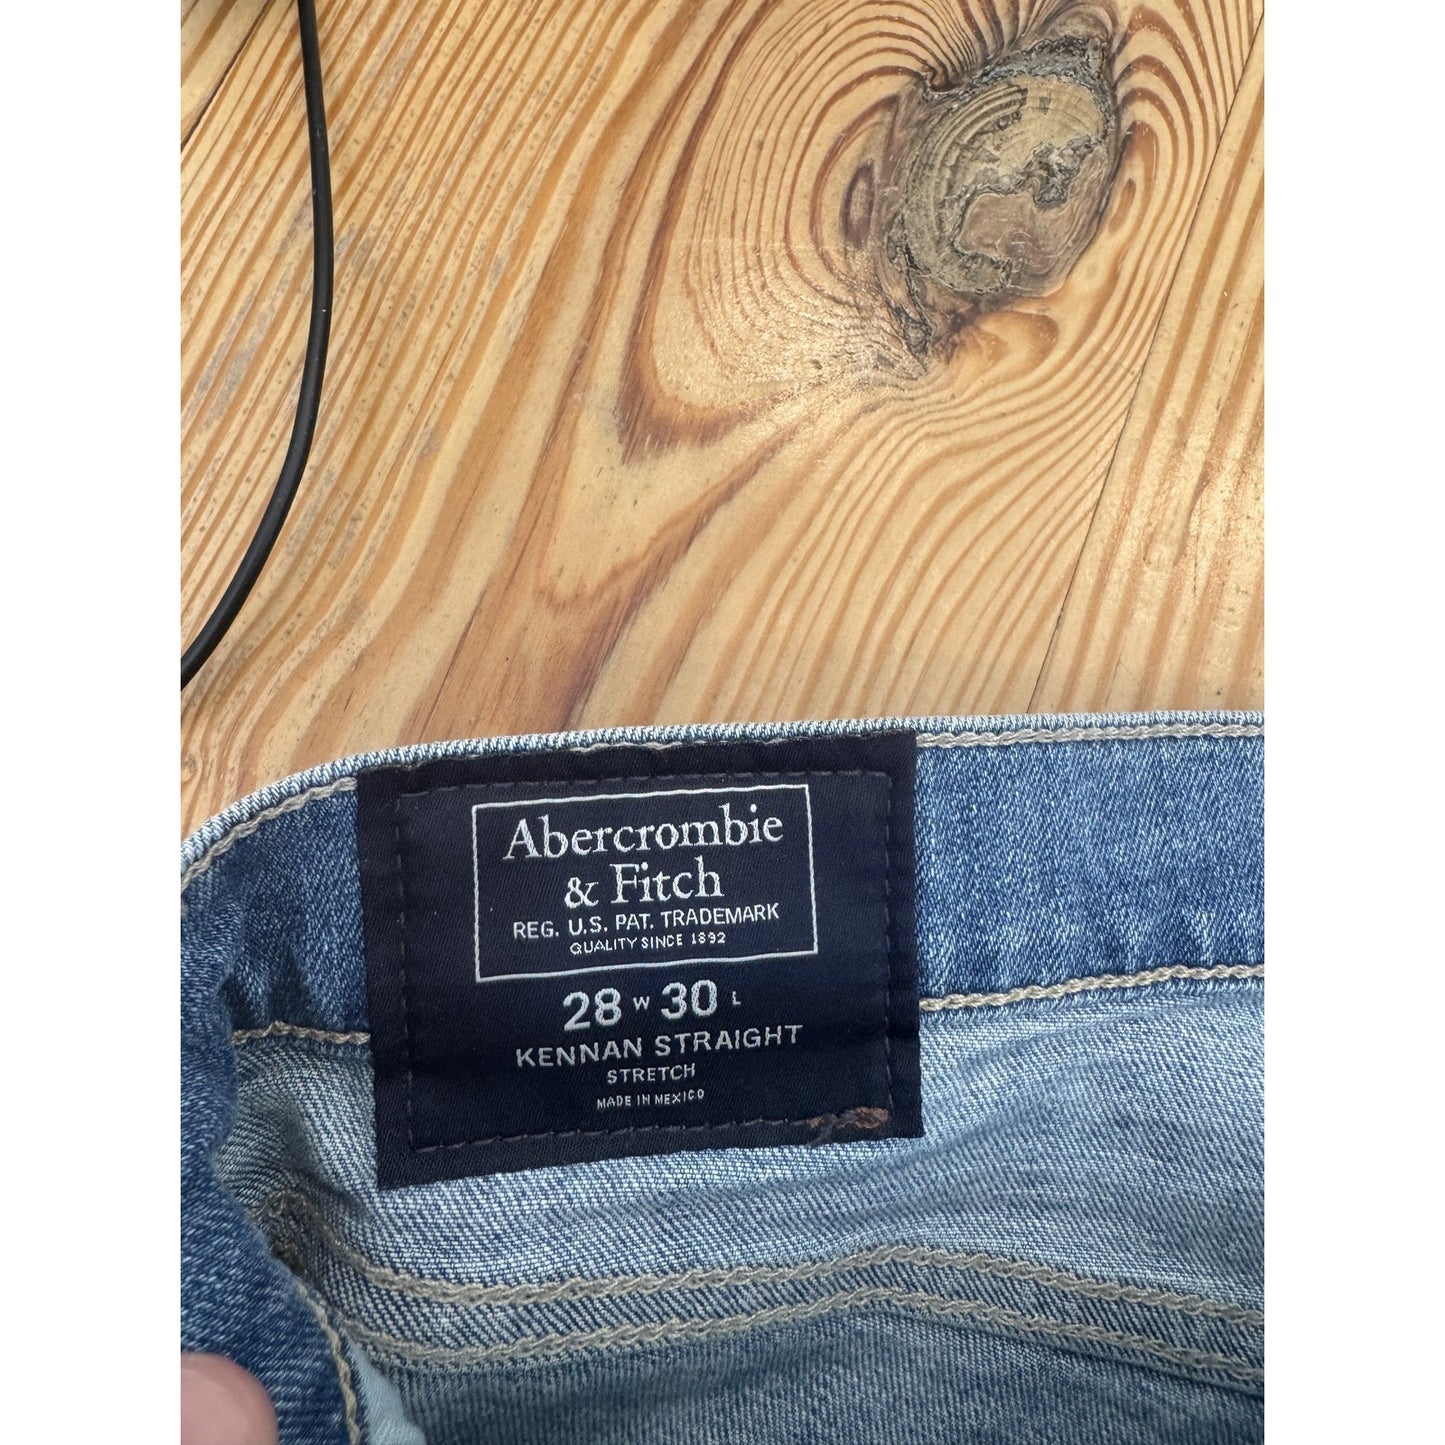 Abercrombie
& Fitch
REG. U.S. PAT. TRADEMARK
QUALITY SINCE 1892
28 W 30 L
KENNAN STRAIGHT
STRETCH
MADE IN MEXICO